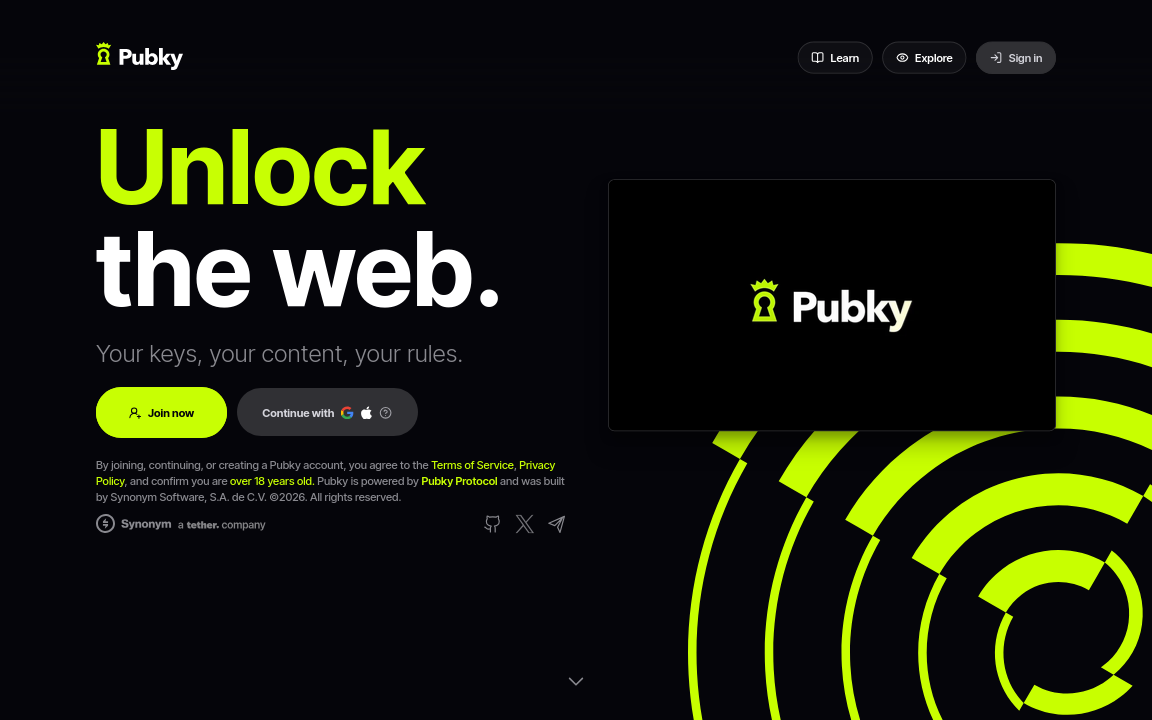 Pubky
Learn
Explore
Sign in
Unlock
the web.
Your keys, your content, your rules.
Join now
Continue with
By joining, continuing, or creating a Pubky account, you agree to the Terms of Service, Privacy
Policy, and confirm you are over 18 years old. Pubky is powered by Pubky Protocol and was built
by Synonym Software, S.A. de C.V. ©2026. All rights reserved.
Synonym a tether. company
Pubky